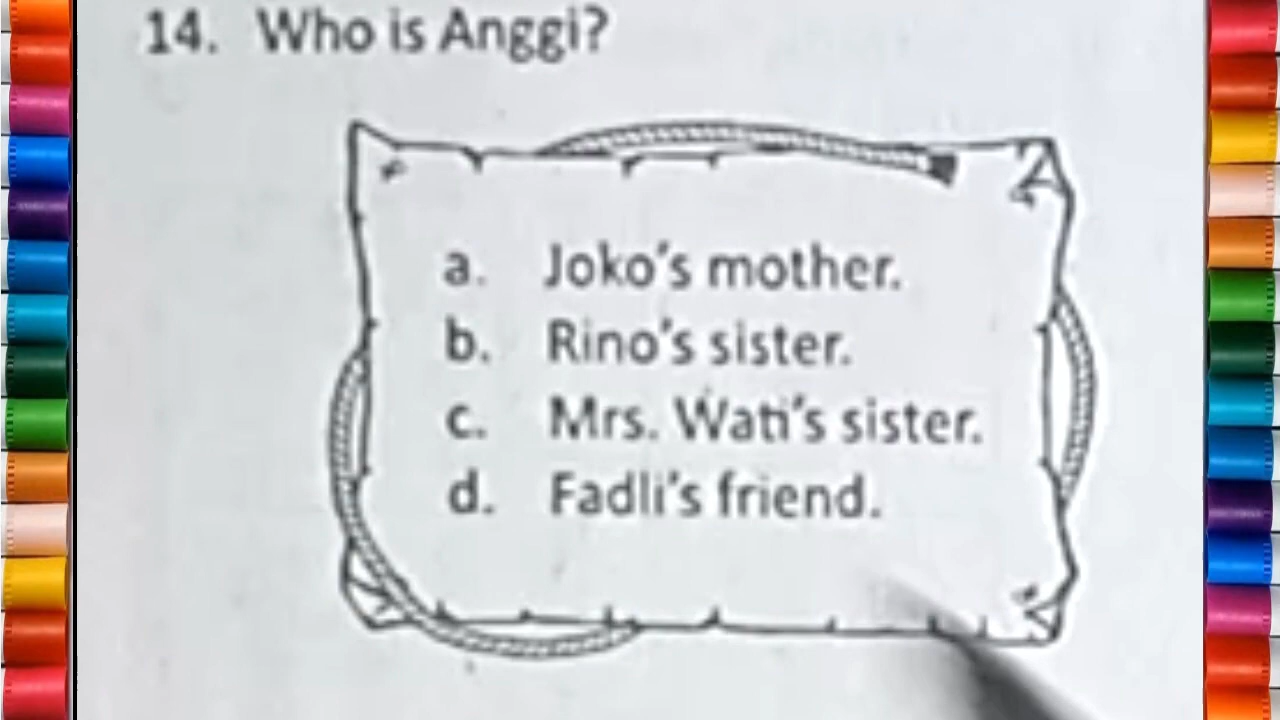 14. Who is Anggi?
a. Joko's mother.
b. Rino's sister.
c. Mrs. Wati's sister.
d. Fadli's friend.